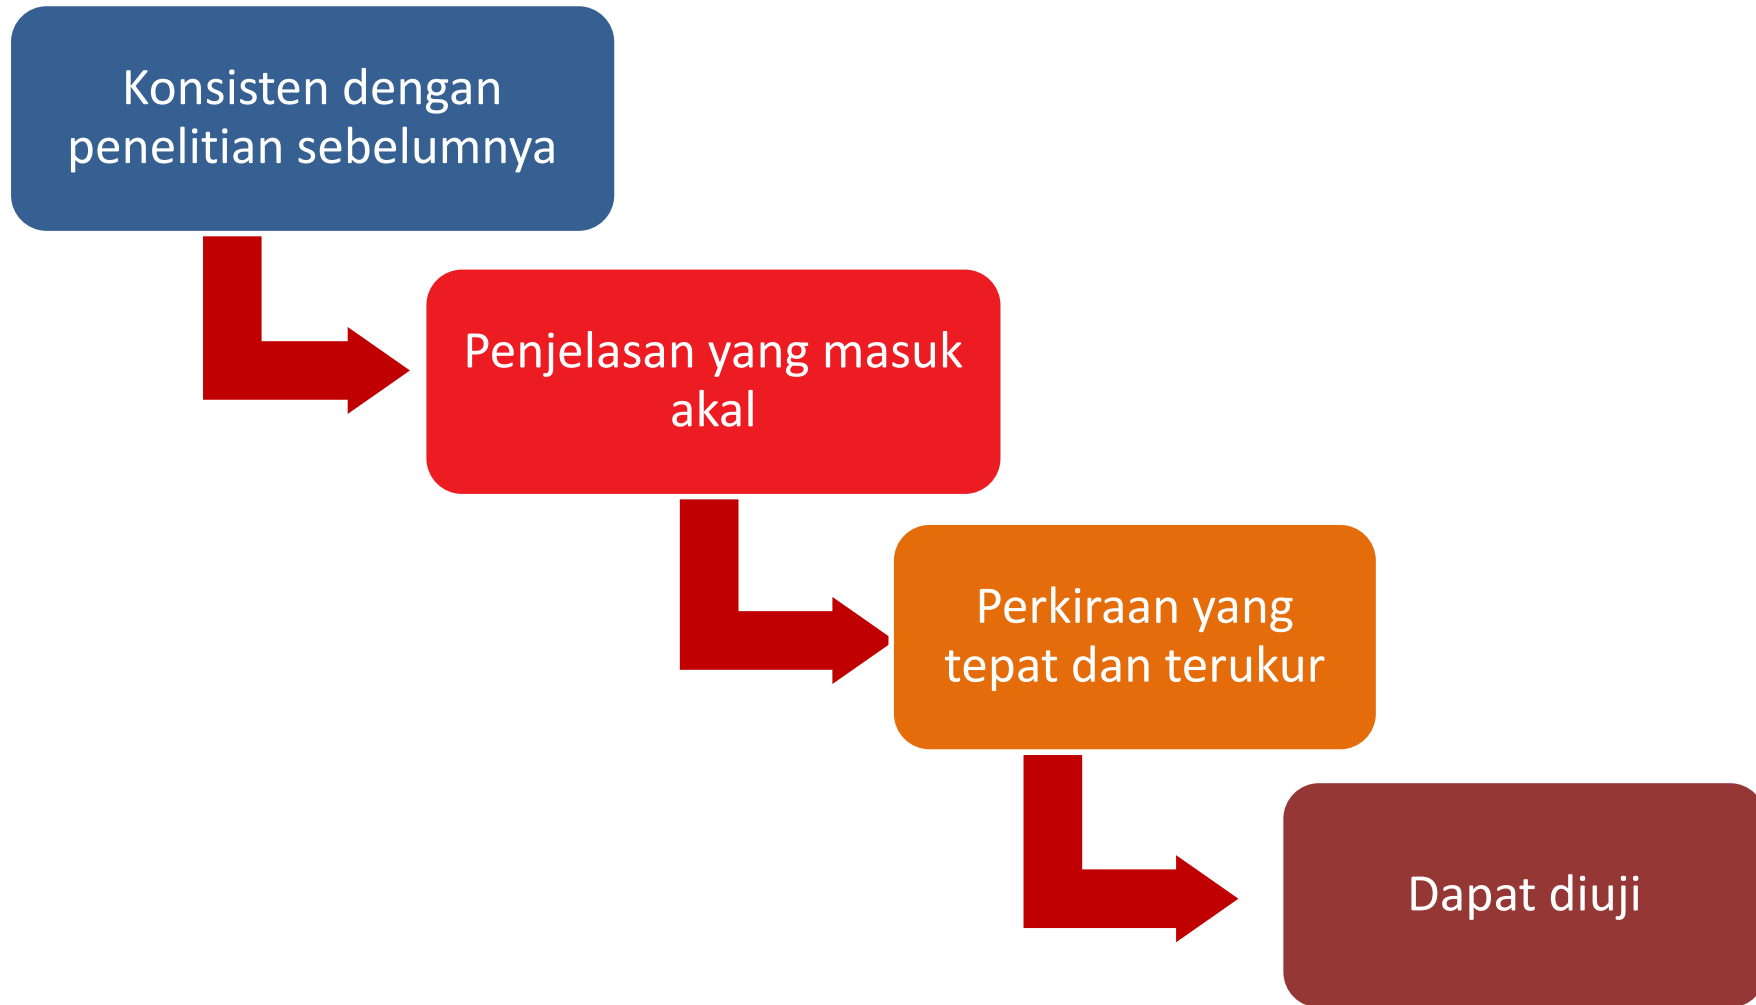 Konsisten dengan
penelitian sebelumnya
Penjelasan yang masuk
akal
Perkiraan yang
tepat dan terukur
Dapat diuji